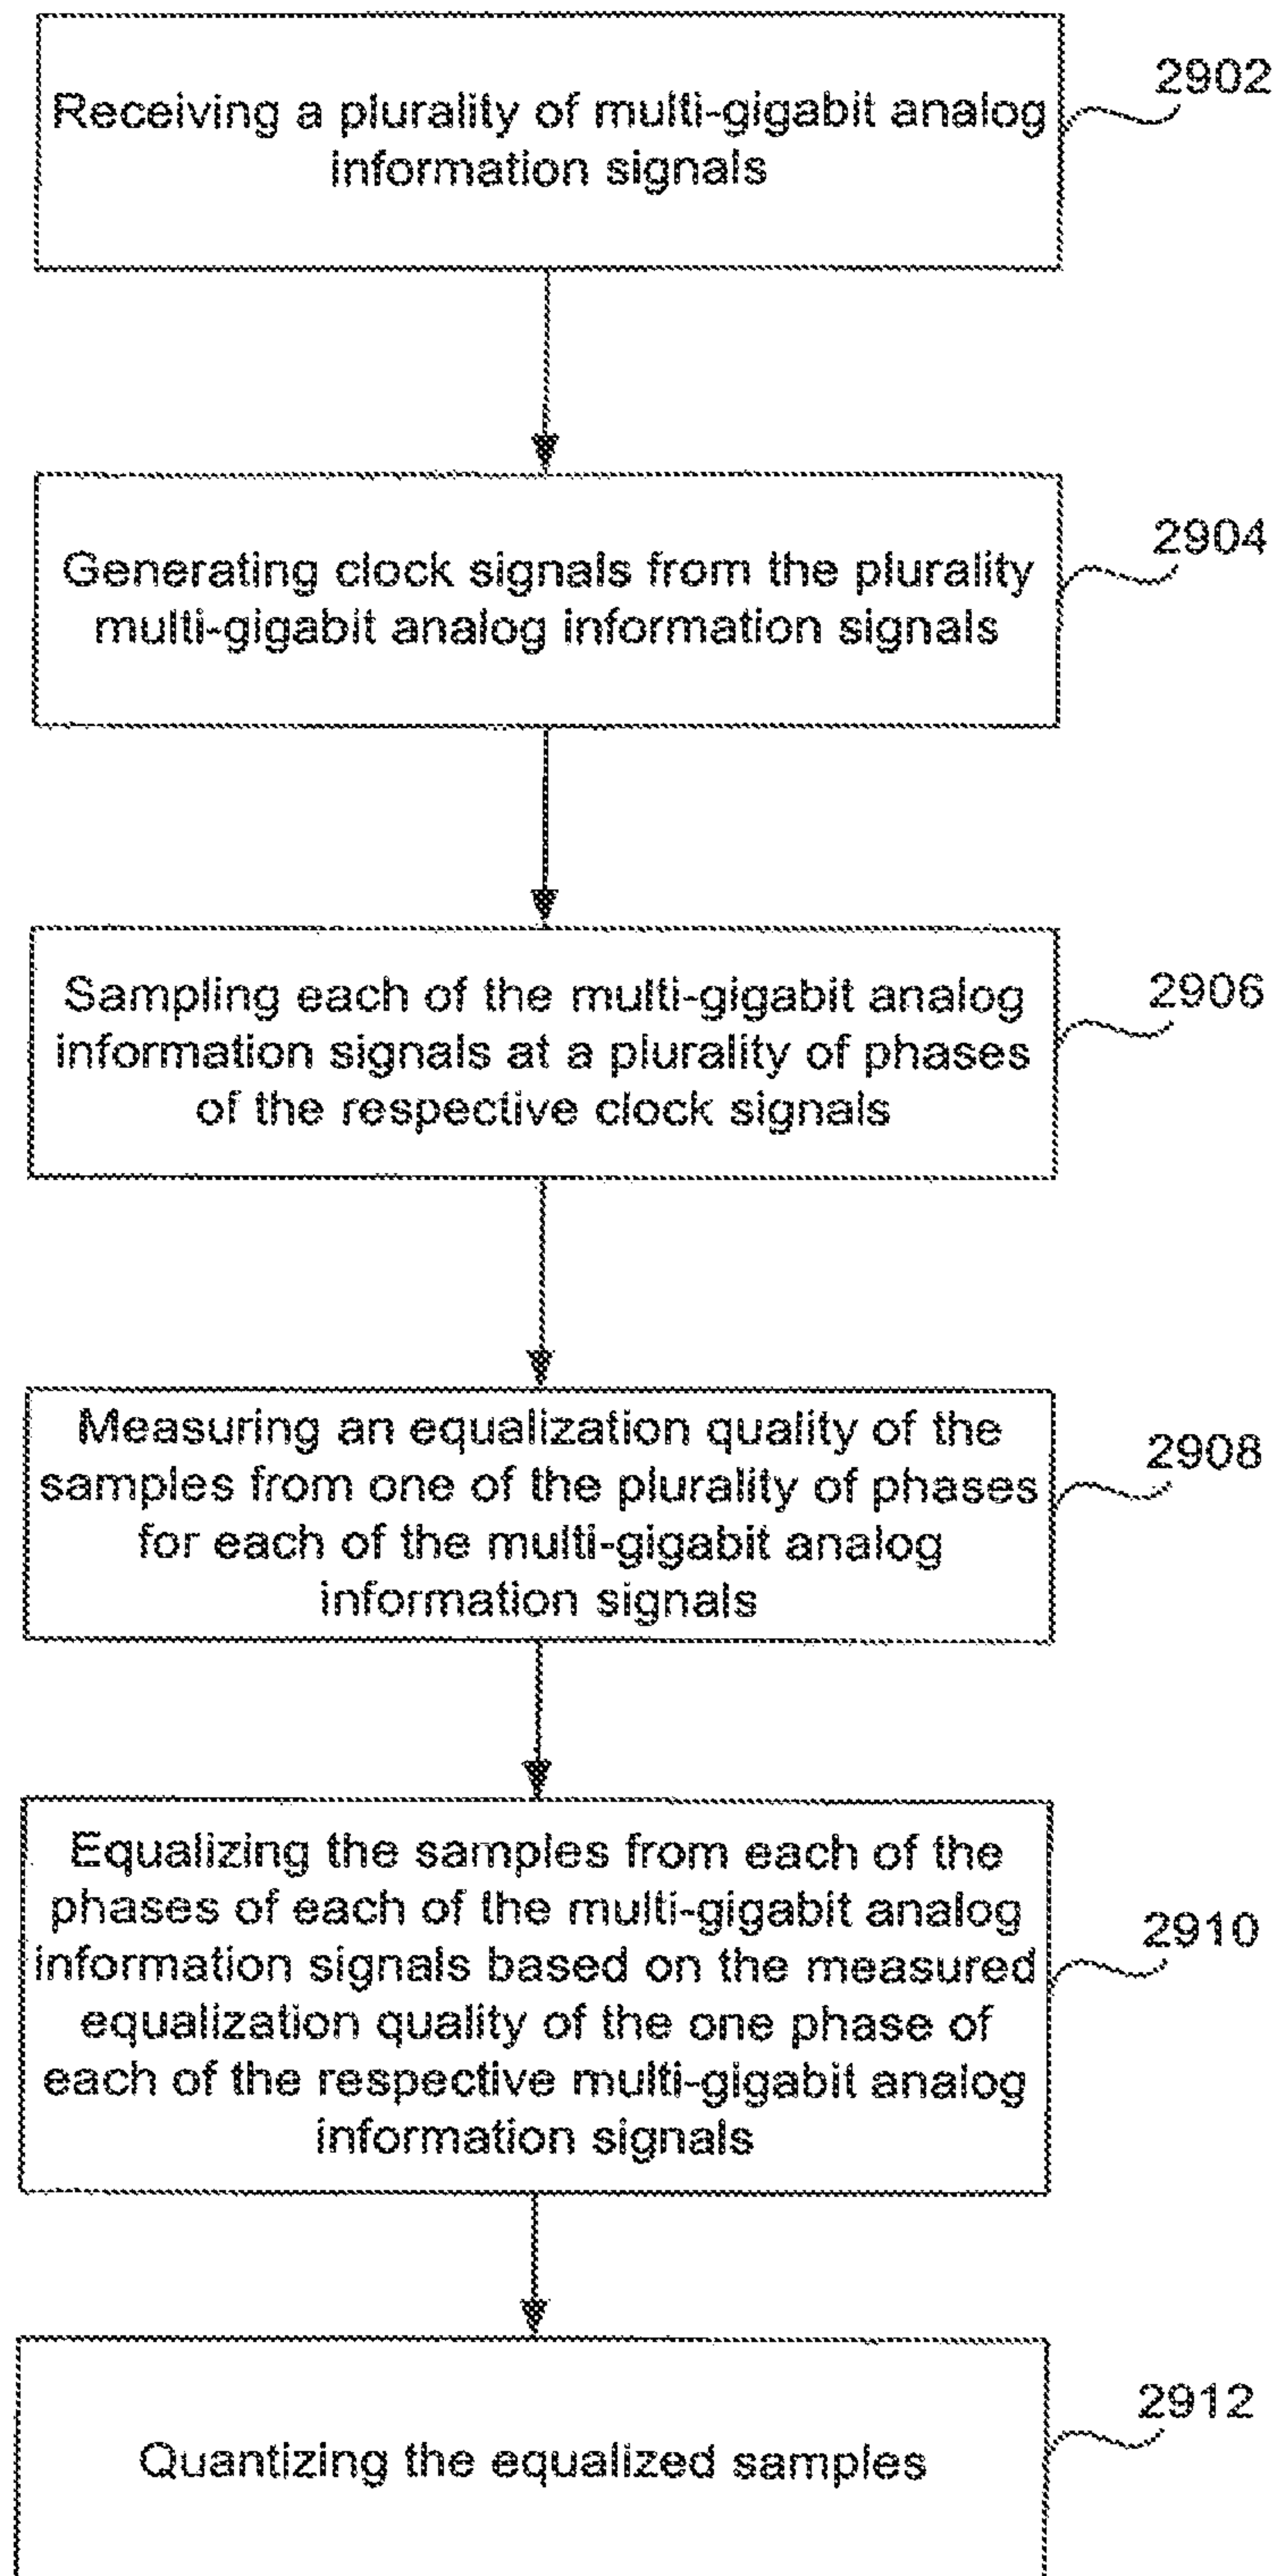 Receiving a plurality of multi-gigabit analog
information signals
2902
Generating clock signals from the plurality
multi-gigabit analog information signals
2904
Sampling each of the multi-gigabit analog
information signals at a plurality of phases
of the respective clock signals
2906
Measuring an equalization quality of the
samples from one of the plurality of phases
for each of the multi-gigabit analog
information signals
2908
Equalizing the samples from each of the
phases of each of the multi-gigabit analog
information signals based on the measured
equalization quality of the one phase of
each of the respective multi-gigabit analog
information signals
2910
Quantizing the equalized samples
2912